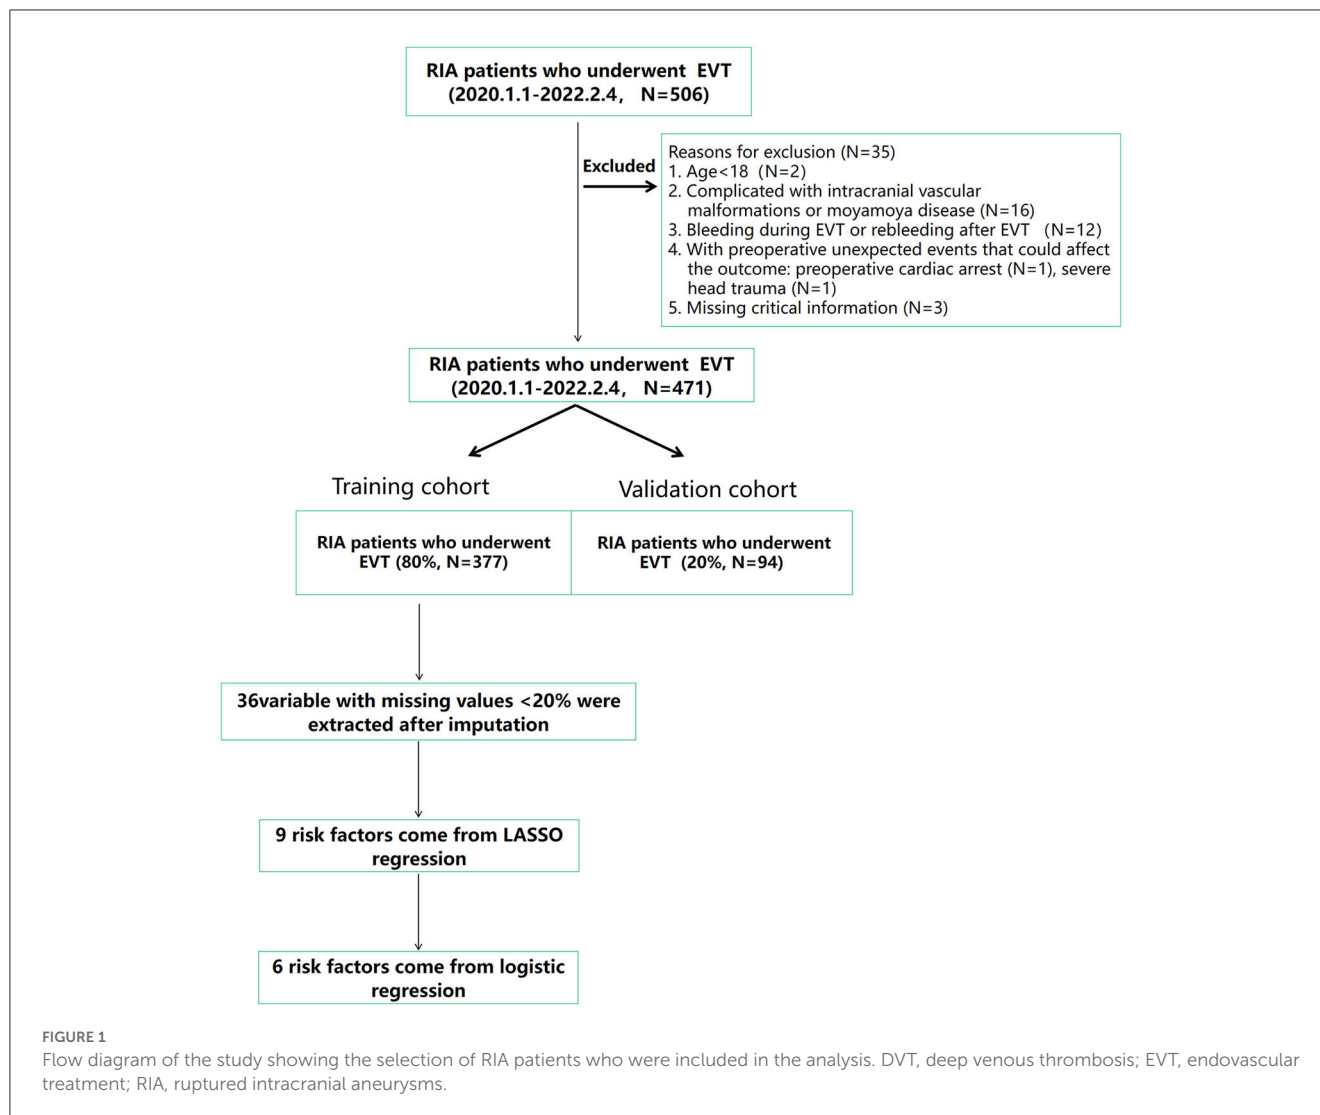 RIA patients who underwent EVT
(2020.1.1-2022.2.4, N=506)
Excluded
Reasons for exclusion (N=35)
1. Age<18 (N=2)
2. Complicated with intracranial vascular
malformations or moyamoya disease (N=16)
3. Bleeding during EVT or rebleeding after EVT (N=12)
4. With preoperative unexpected events that could affect
the outcome: preoperative cardiac arrest (N=1), severe
head trauma (N=1)
5. Missing critical information (N=3)
RIA patients who underwent EVT
(2020.1.1-2022.2.4, N=471)
Training cohort
Validation cohort
RIA patients who underwent
EVT (80%, N=377)
RIA patients who underwent
EVT (20%, N=94)
36variable with missing values <20% were
extracted after imputation
9 risk factors come from LASSO
regression
6 risk factors come from logistic
regression
FIGURE 1
Flow diagram of the study showing the selection of RIA patients who were included in the analysis. DVT, deep venous thrombosis; EVT, endovascular
treatment; RIA, ruptured intracranial aneurysms.